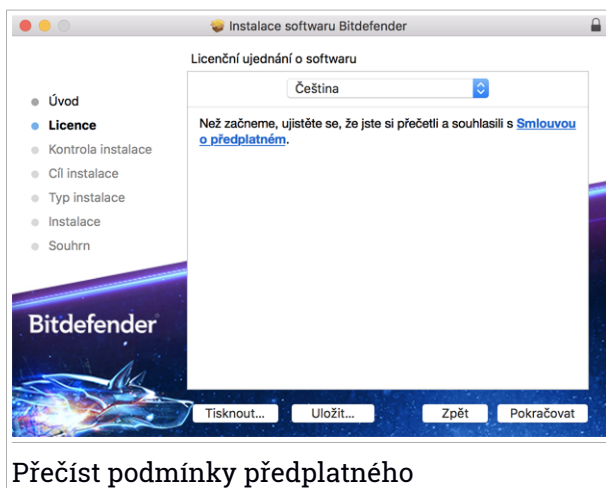 Instalace softwaru Bitdefender
Licenční ujednání o softwaru
Úvod
Licence
Kontrola instalace
Cíl instalace
Typ instalace
Instalace
Souhrn
Čeština
Než začneme, ujistěte se, že jste si přečetli a souhlasili s Smlouvou
o předplatném.
Bitdefender
Tisknout...
Uložit...
Zpět
Pokračovat
Přečíst podmínky předplatného